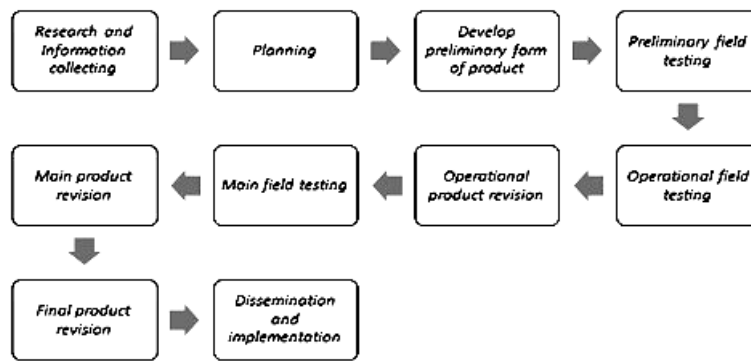 Research and
Information
collecting
Planning
Develop
preliminary form
of product
Preliminary field
testing
Operational field
testing
Operational
product revision
Main field testing
Main product
revision
Final product
revision
Dissemination
and
implementation